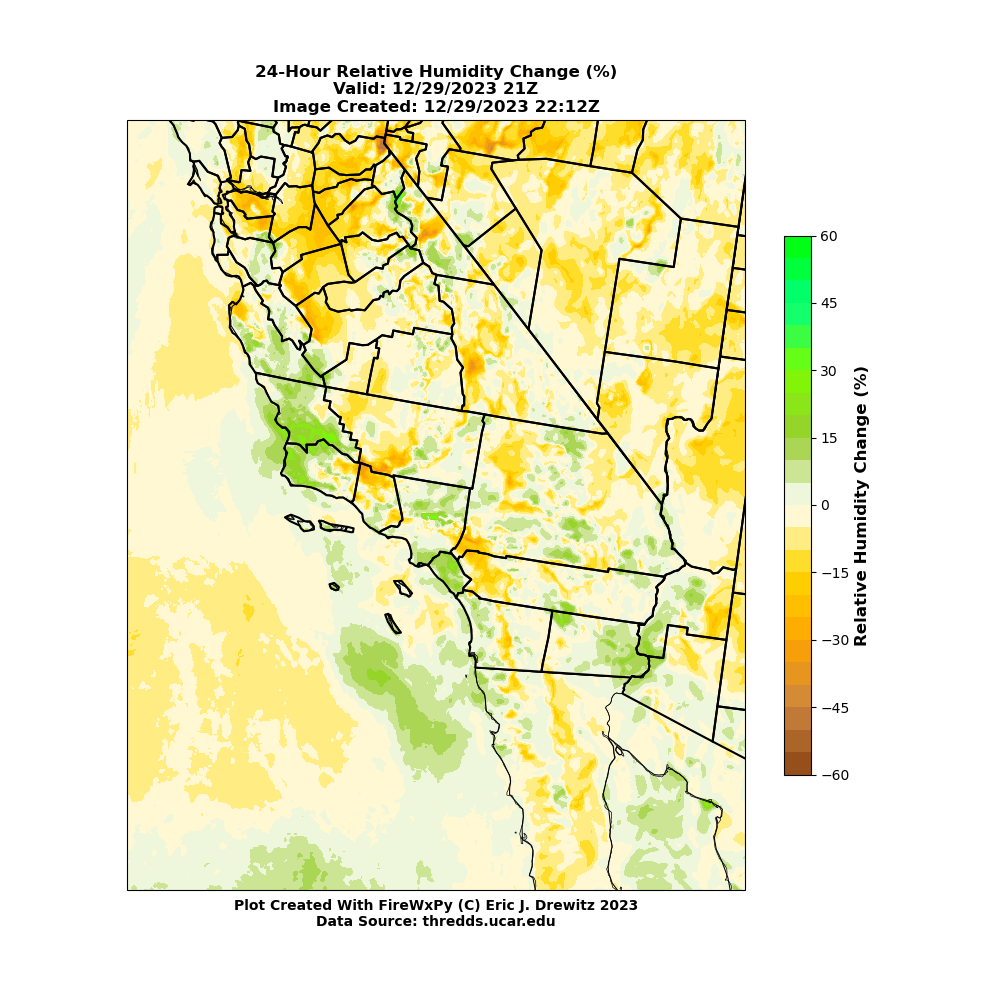 24-Hour Relative Humidity Change (%)
Valid: 12/29/2023 21Z
Image Created: 12/29/2023 22:12Z
60
45
30
15
0
−15
−30
−45
−60
Relative Humidity Change (%)
Plot Created With FireWxPy (C) Eric J. Drewitz 2023
Data Source: thredds.ucar.edu